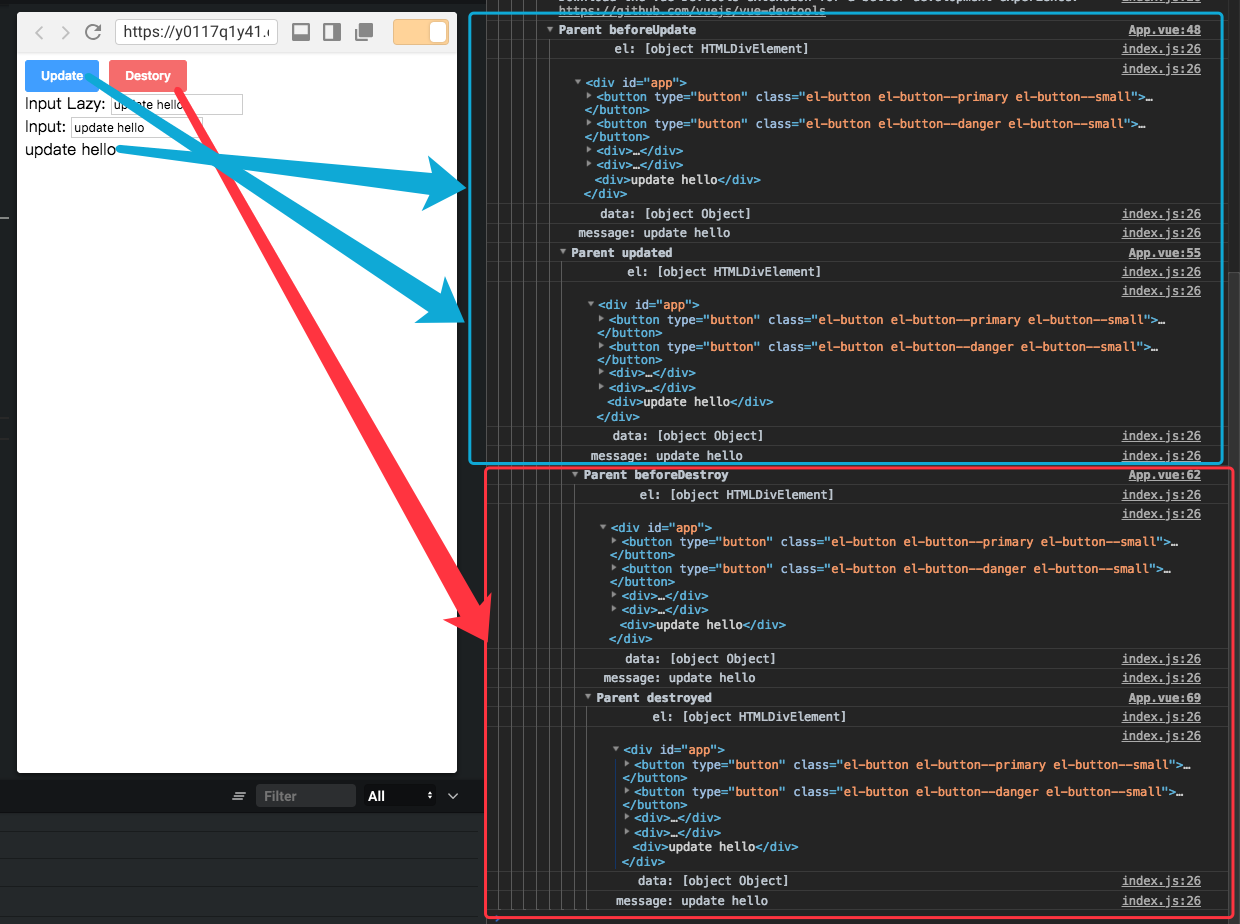 https://github.com/vuejs/vue-devtools
https://y0117q1y41.
Update
Destory
Input Lazy: update hello
Input: update hello
update hello
Filter
All
Parent beforeUpdate App.vue:48
el: [object HTMLDivElement] index.js:26
index.js:26
<div id="app">
<button type="button" class="el-button el-button--primary el-button--small">…
</button>
<button type="button" class="el-button el-button--danger el-button--small">…
</button>
<div>…</div>
<div>…</div>
<div>update hello</div>
</div>
data: [object Object] index.js:26
message: update hello index.js:26
Parent updated App.vue:55
el: [object HTMLDivElement] index.js:26
index.js:26
<div id="app">
<button type="button" class="el-button el-button--primary el-button--small">…
</button>
<button type="button" class="el-button el-button--danger el-button--small">…
</button>
<div>…</div>
<div>…</div>
<div>update hello</div>
</div>
data: [object Object] index.js:26
message: update hello index.js:26
Parent beforeDestroy App.vue:62
el: [object HTMLDivElement] index.js:26
index.js:26
<div id="app">
<button type="button" class="el-button el-button--primary el-button--small">…
</button>
<button type="button" class="el-button el-button--danger el-button--small">…
</button>
<div>…</div>
<div>…</div>
<div>update hello</div>
</div>
data: [object Object] index.js:26
message: update hello index.js:26
Parent destroyed App.vue:69
el: [object HTMLDivElement] index.js:26
index.js:26
<div id="app">
<button type="button" class="el-button el-button--primary el-button--small">…
</button>
<button type="button" class="el-button el-button--danger el-button--small">…
</button>
<div>…</div>
<div>…</div>
<div>update hello</div>
</div>
data: [object Object] index.js:26
message: update hello index.js:26